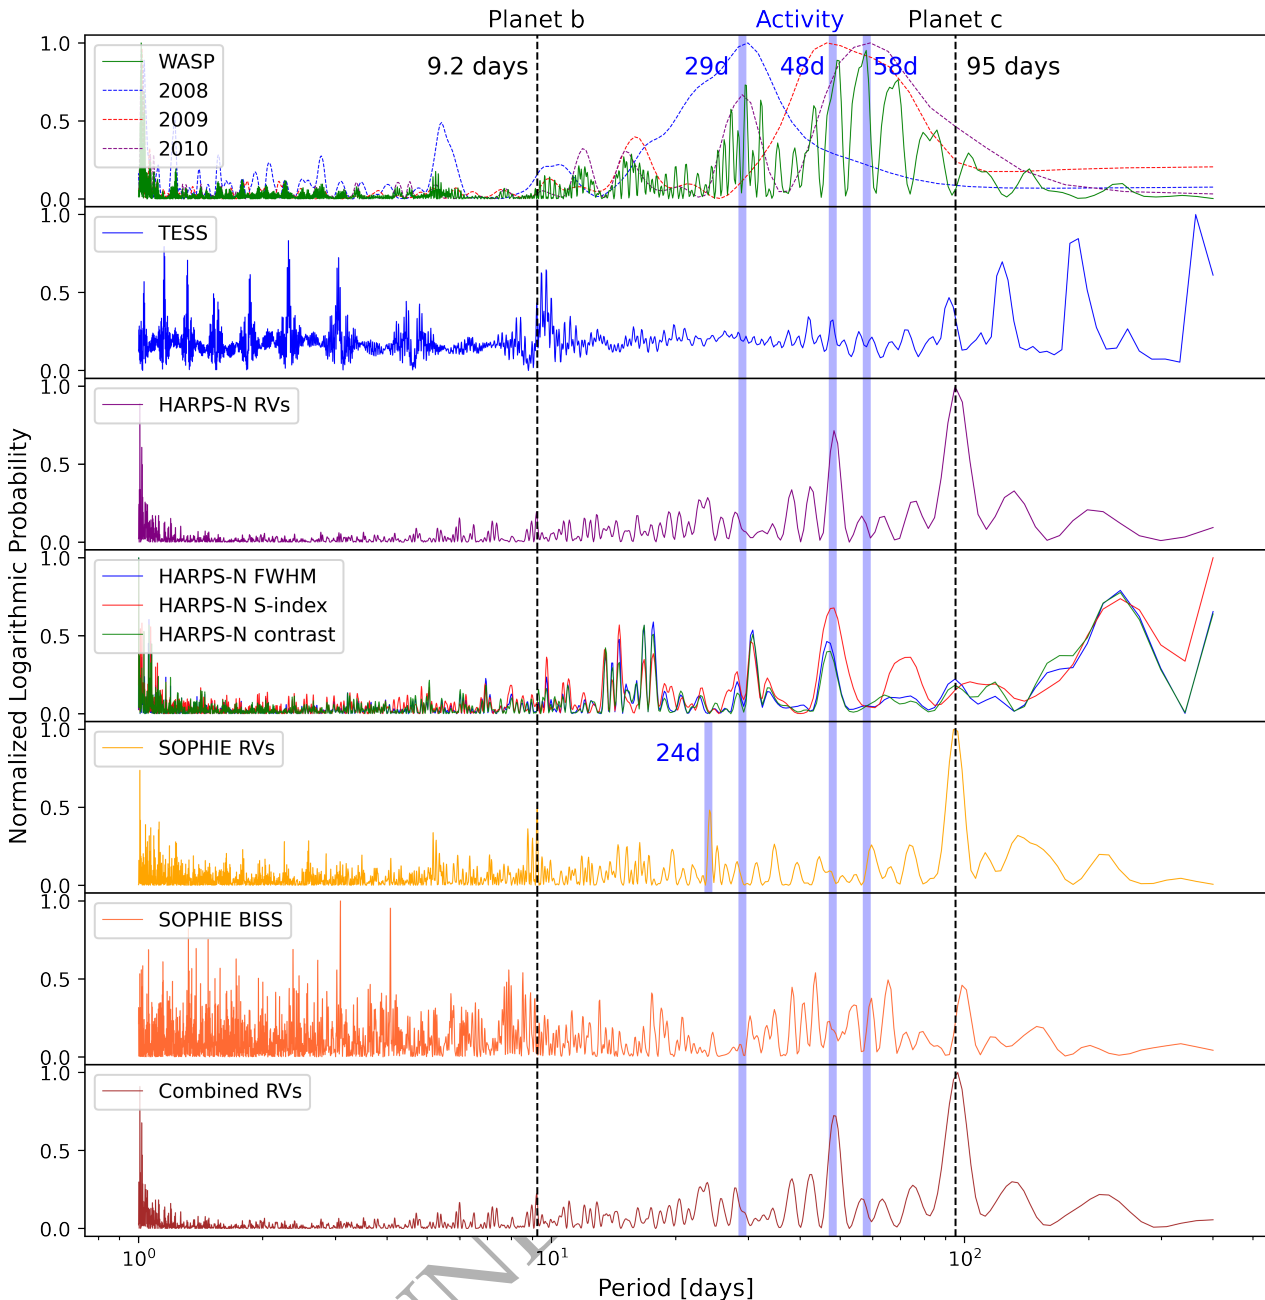 Planet b Activity Planet c
1.0
WASP
2008
2009
2010
9.2 days 29d 48d 58d 95 days
0.5
0.0
1.0
TESS
0.5
0.0
1.0
HARPS-N RVs
0.5
0.0
1.0
HARPS-N FWHM
HARPS-N S-index
HARPS-N contrast
0.5
0.0
1.0
SOPHIE RVs
24d
0.5
0.0
1.0
SOPHIE BISS
0.5
0.0
1.0
Combined RVs
0.5
0.0
Normalized Logarithmic Probability
10⁰ 10¹ 10²
Period [days]